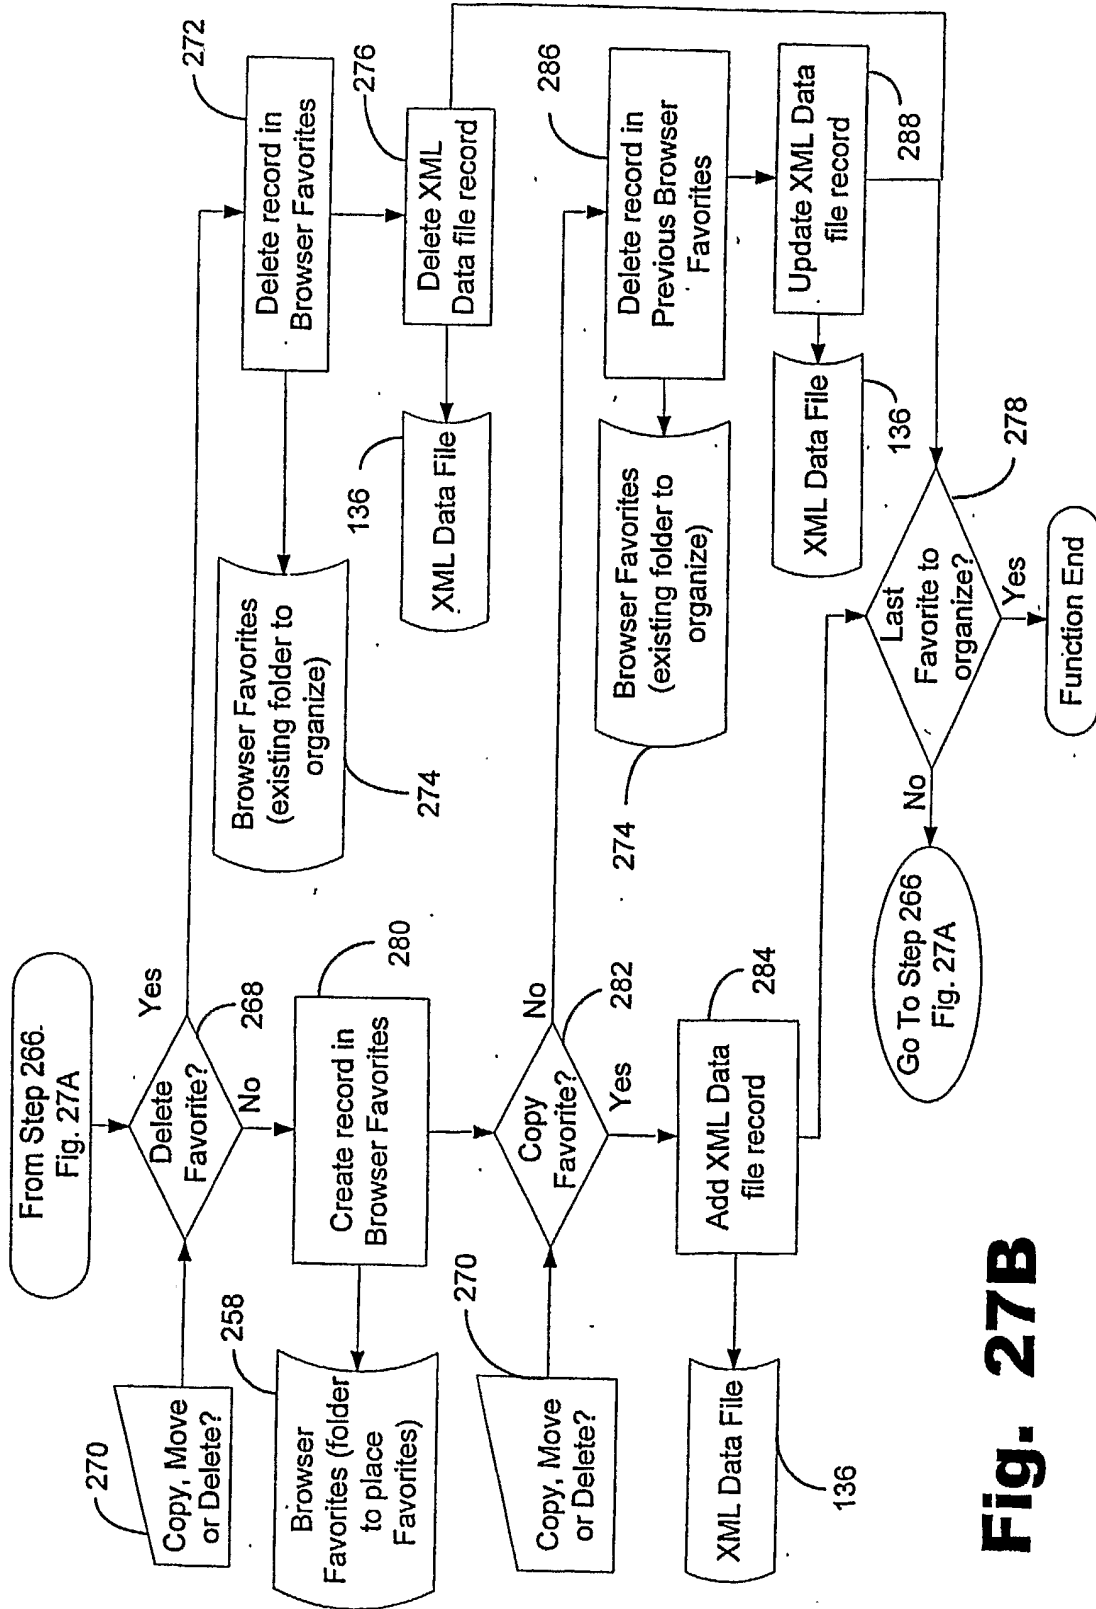 From Step 266.
Fig. 27A
270
Copy, Move
or Delete?
Delete
Favorite?
268
Yes
No
272
Delete record in
Browser Favorites
Browser Favorites
(existing folder to
organize)
274
276
Delete XML
Data file record
136
XML Data File
258
Browser
Favorites (folder
to place
Favorites)
280
Create record in
Browser Favorites
270
Copy, Move
or Delete?
Copy
Favorite?
282
No
Yes
286
Delete record in
Previous Browser
Favorites
Browser Favorites
(existing folder to
organize)
274
Update XML Data
file record
288
XML Data File
136
284
Add XML Data
file record
XML Data File
136
Last
Favorite to
organize?
278
No
Yes
Go To Step 266
Fig. 27A
Function End
Fig. 27B